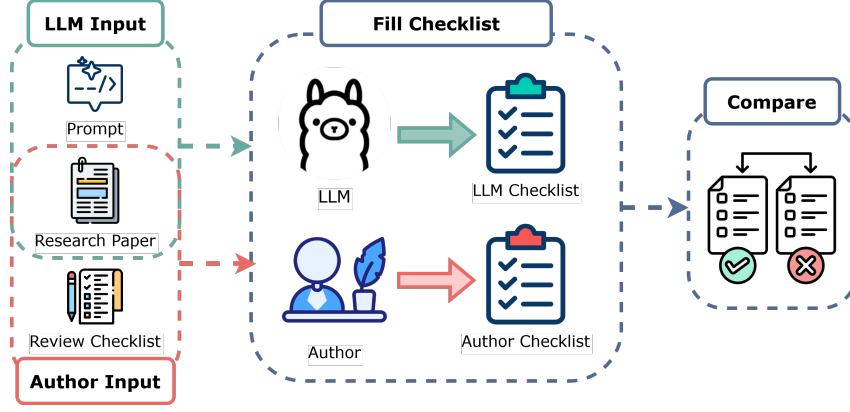 LLM Input
Prompt
Research Paper
Review Checklist
Author Input
Fill Checklist
LLM
LLM Checklist
Author
Author Checklist
Compare